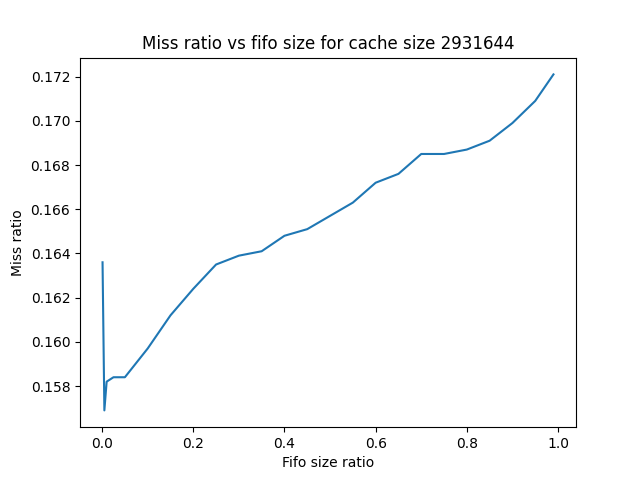 Miss ratio vs fifo size for cache size 2931644
0.172
0.170
0.168
0.166
0.164
0.162
0.160
0.158
Miss ratio
0.0 0.2 0.4 0.6 0.8 1.0
Fifo size ratio